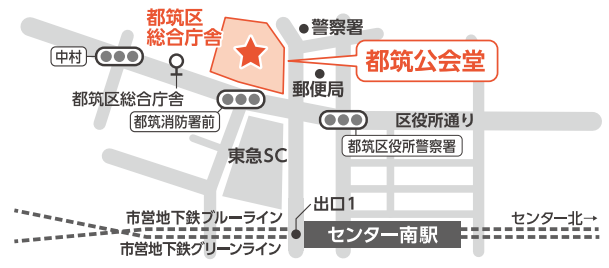 都筑区
総合庁舎
警察署
都筑公会堂
中村
郵便局
都筑区総合庁舎
都筑消防署前
区役所通り
都筑区役所警察署
東急SC
出口1
市営地下鉄ブルーライン
センター北→
センター南駅
市営地下鉄グリーンライン